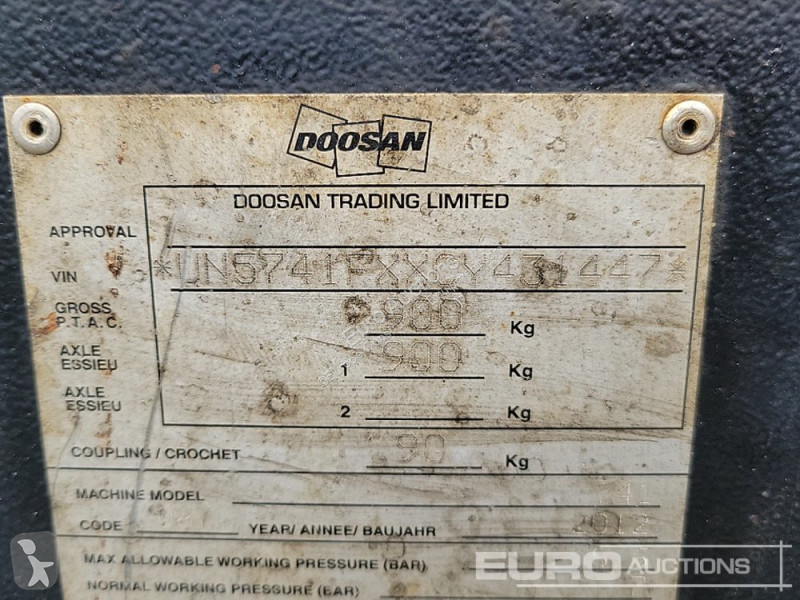 DOOSAN
DOOSAN TRADING LIMITED
APPROVAL
VIN *UN5741FXXCY431447*
GROSS P.T.A.C. 900 Kg
AXLE ESSIEU 1 900 Kg
AXLE ESSIEU 2 Kg
COUPLING / CROCHET 90 Kg
MACHINE MODEL
CODE YEAR/ ANNEE/ BAUJAHR 2012
MAX ALLOWABLE WORKING PRESSURE (BAR)
NORMAL WORKING PRESSURE (BAR)
EURO AUCTIONS